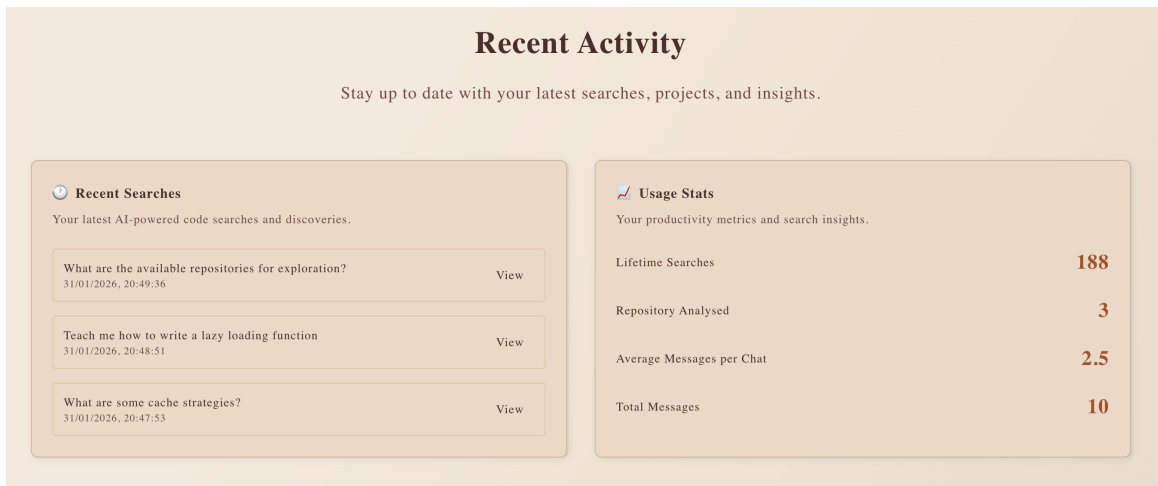 Recent Activity
Stay up to date with your latest searches, projects, and insights.
Recent Searches
Your latest AI-powered code searches and discoveries.
What are the available repositories for exploration?
31/01/2026, 20:49:36
View
Teach me how to write a lazy loading function
31/01/2026, 20:48:51
View
What are some cache strategies?
31/01/2026, 20:47:53
View
Usage Stats
Your productivity metrics and search insights.
Lifetime Searches 188
Repository Analysed 3
Average Messages per Chat 2.5
Total Messages 10